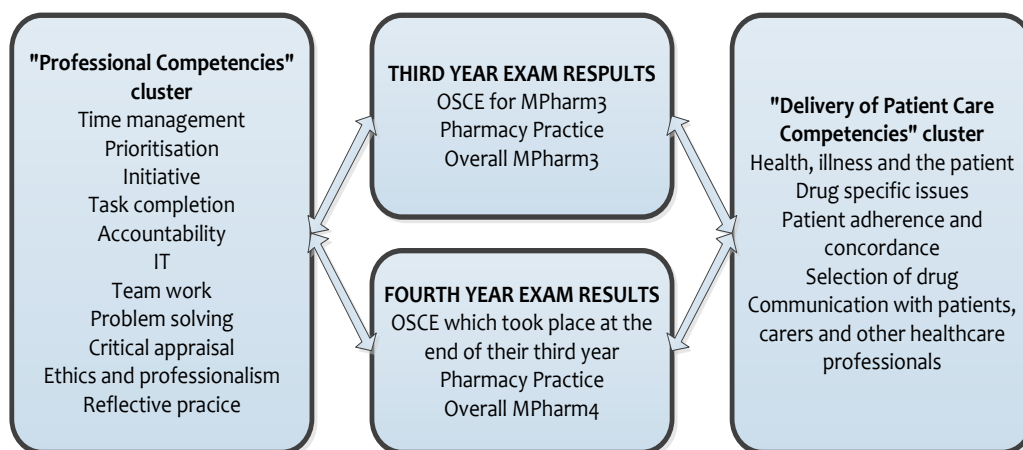 "Professional Competencies"
cluster
Time management
Prioritisation
Initiative
Task completion
Accountability
IT
Team work
Problem solving
Critical appraisal
Ethics and professionalism
Reflective pracice
THIRD YEAR EXAM RESPULTS
OSCE for MPharm3
Pharmacy Practice
Overall MPharm3
FOURTH YEAR EXAM RESULTS
OSCE which took place at the
end of their third year
Pharmacy Practice
Overall MPharm4
"Delivery of Patient Care
Competencies" cluster
Health, illness and the patient
Drug specific issues
Patient adherence and
concordance
Selection of drug
Communication with patients,
carers and other healthcare
professionals